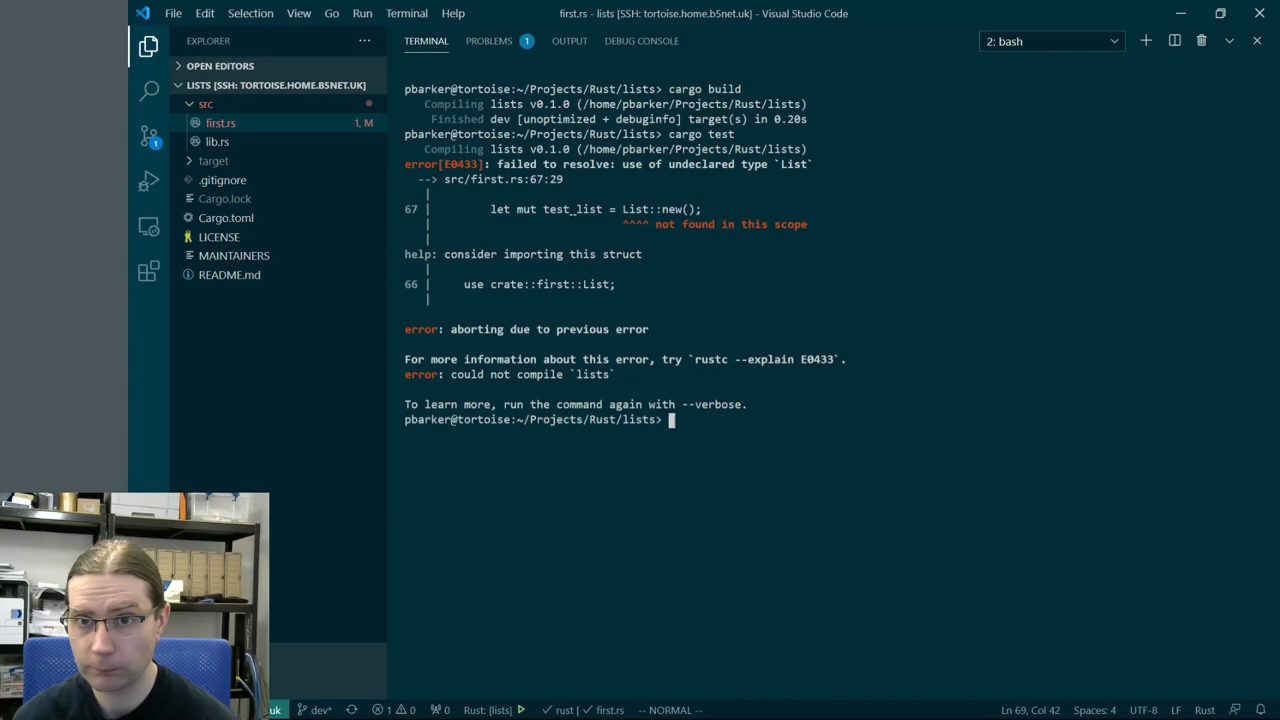 File Edit Selection View Go Run Terminal Help
first.rs - lists [SSH: tortoise.home.b5net.uk] - Visual Studio Code
EXPLORER
OPEN EDITORS
LISTS [SSH: TORTOISE.HOME.B5NET.UK]
src
first.rs 1, M
lib.rs
target
.gitignore
Cargo.lock
Cargo.toml
LICENSE
MAINTAINERS
README.md
1
TERMINAL PROBLEMS 1 OUTPUT DEBUG CONSOLE
2: bash
pbarker@tortoise:~/Projects/Rust/lists> cargo build
Compiling lists v0.1.0 (/home/pbarker/Projects/Rust/lists)
Finished dev [unoptimized + debuginfo] target(s) in 0.20s
pbarker@tortoise:~/Projects/Rust/lists> cargo test
Compiling lists v0.1.0 (/home/pbarker/Projects/Rust/lists)
error[E0433]: failed to resolve: use of undeclared type `List`
--> src/first.rs:67:29
|
67 | let mut test_list = List::new();
| ^^^^ not found in this scope
|
help: consider importing this struct
|
66 | use crate::first::List;
|
error: aborting due to previous error
For more information about this error, try `rustc --explain E0433`.
error: could not compile `lists`
To learn more, run the command again with --verbose.
pbarker@tortoise:~/Projects/Rust/lists>
uk dev* 1 0 0 Rust: [lists] rust | first.rs -- NORMAL -- Ln 69, Col 42 Spaces: 4 UTF-8 LF Rust